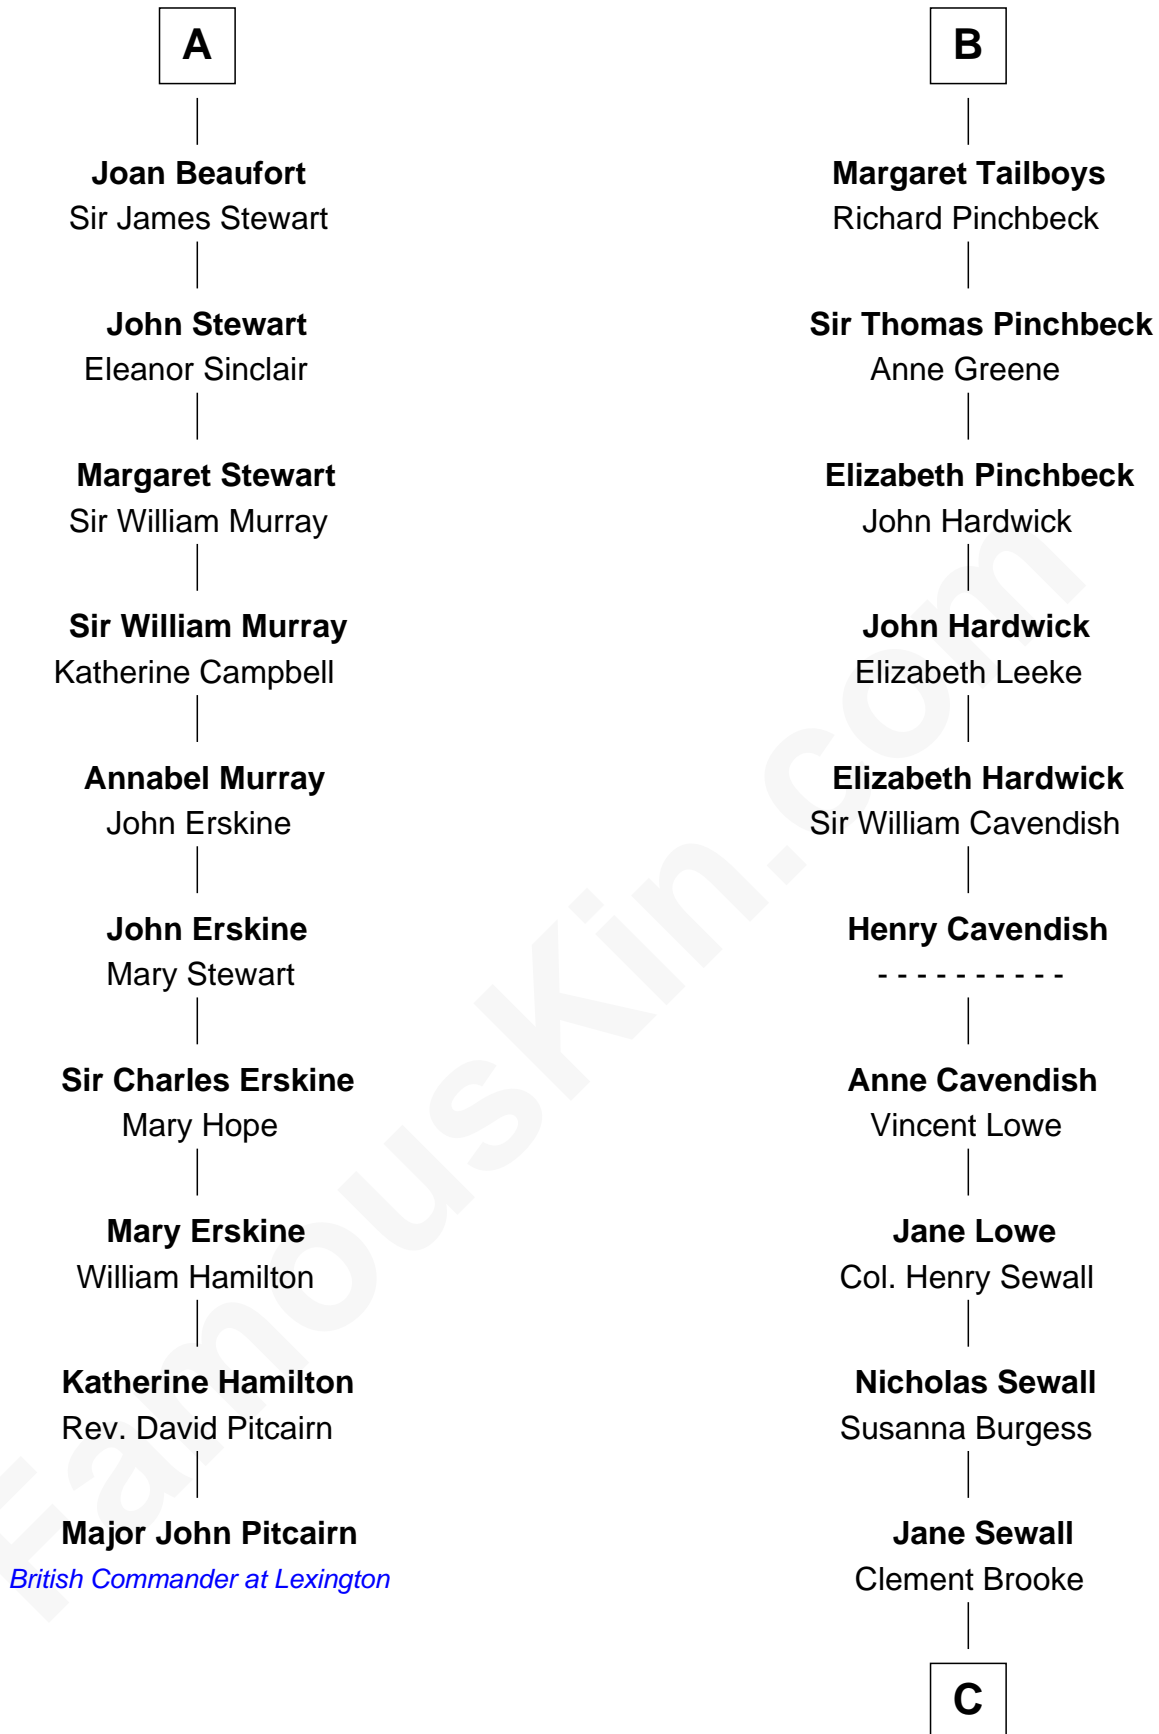 A
Joan Beaufort
Sir James Stewart
John Stewart
Eleanor Sinclair
Margaret Stewart
Sir William Murray
Sir William Murray
Katherine Campbell
Annabel Murray
John Erskine
John Erskine
Mary Stewart
Sir Charles Erskine
Mary Hope
Mary Erskine
William Hamilton
Katherine Hamilton
Rev. David Pitcairn
Major John Pitcairn
British Commander at Lexington
B
Margaret Tailboys
Richard Pinchbeck
Sir Thomas Pinchbeck
Anne Greene
Elizabeth Pinchbeck
John Hardwick
John Hardwick
Elizabeth Leeke
Elizabeth Hardwick
Sir William Cavendish
Henry Cavendish
- - - - - - - - - -
Anne Cavendish
Vincent Lowe
Jane Lowe
Col. Henry Sewall
Nicholas Sewall
Susanna Burgess
Jane Sewall
Clement Brooke
C
FamousKin.com